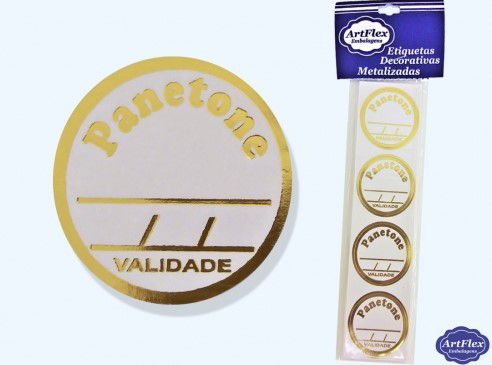 Panetone
VALIDADE
ArtFlex
Embalagens
Etiquetas
Decorativas
Metalizadas
Panetone
VALIDADE
Panetone
VALIDADE
Panetone
VALIDADE
Panetone
VALIDADE
ArtFlex
Embalagens